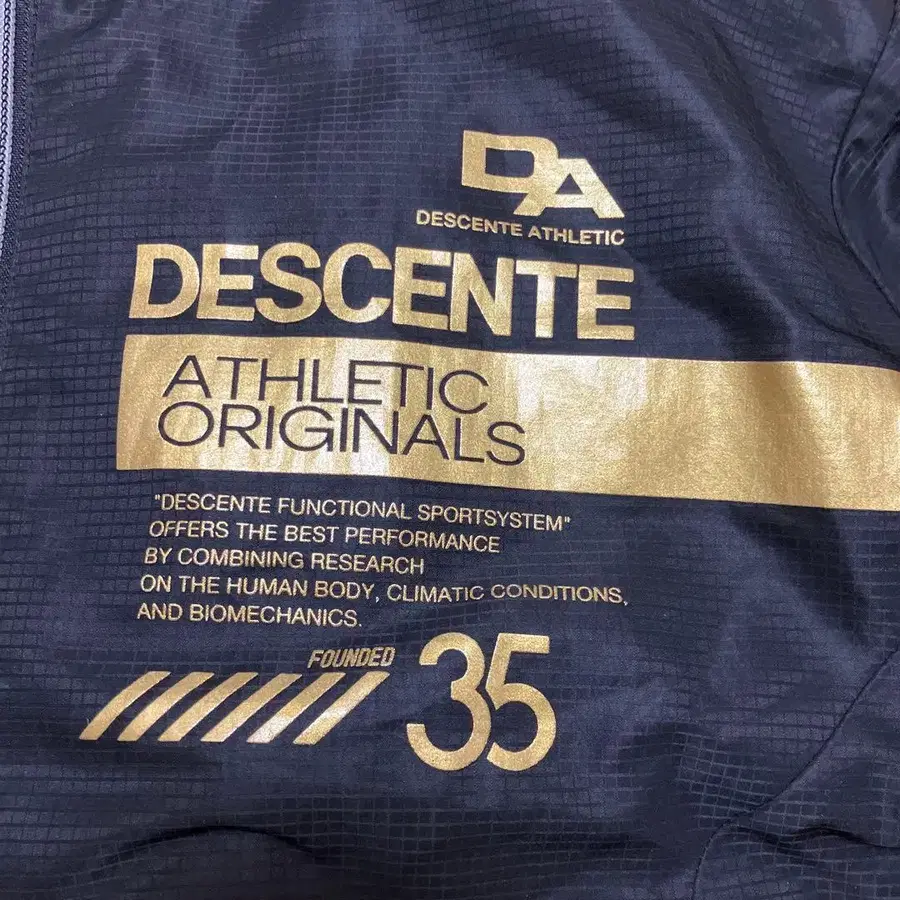 DA
DESCENTE ATHLETIC
DESCENTE
ATHLETIC
ORIGINALS
"DESCENTE FUNCTIONAL SPORTSYSTEM"
OFFERS THE BEST PERFORMANCE
BY COMBINING RESEARCH
ON THE HUMAN BODY, CLIMATIC CONDITIONS,
AND BIOMECHANICS.
FOUNDED 35